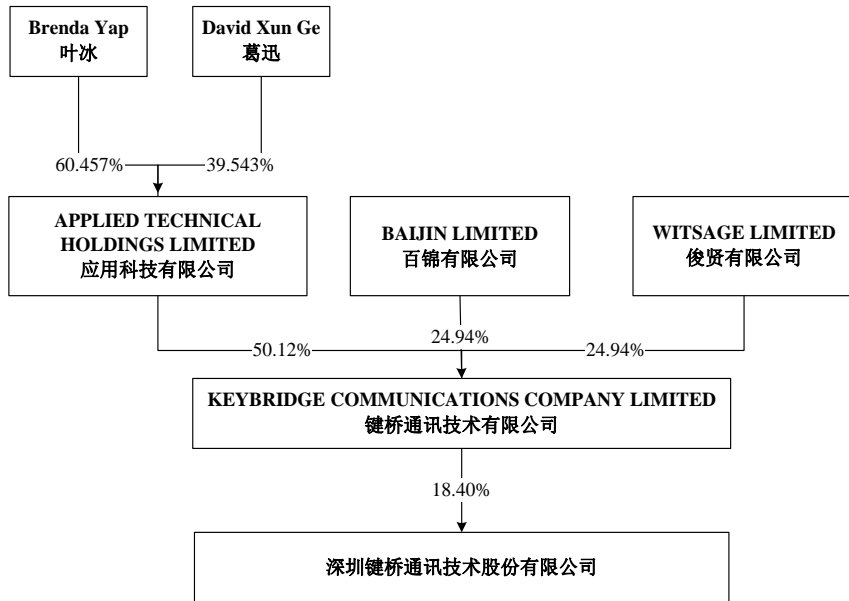 Brenda Yap
叶冰
David Xun Ge
葛迅
60.457%
39.543%
APPLIED TECHNICAL
HOLDINGS LIMITED
应用科技有限公司
BAIJIN LIMITED
百锦有限公司
WITSAGE LIMITED
俊贤有限公司
50.12%
24.94%
24.94%
KEYBRIDGE COMMUNICATIONS COMPANY LIMITED
键桥通讯技术有限公司
18.40%
深圳键桥通讯技术股份有限公司